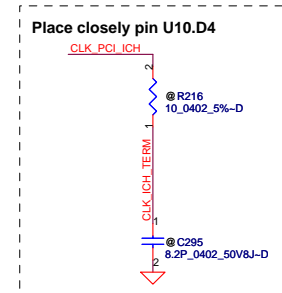 Place closely pin U10.D4
CLK_PCI_ICH
2
@R216
10_0402_5%~D
1
CLK_ICH_TERM
1
@C295
8.2P_0402_50V8J~D
2